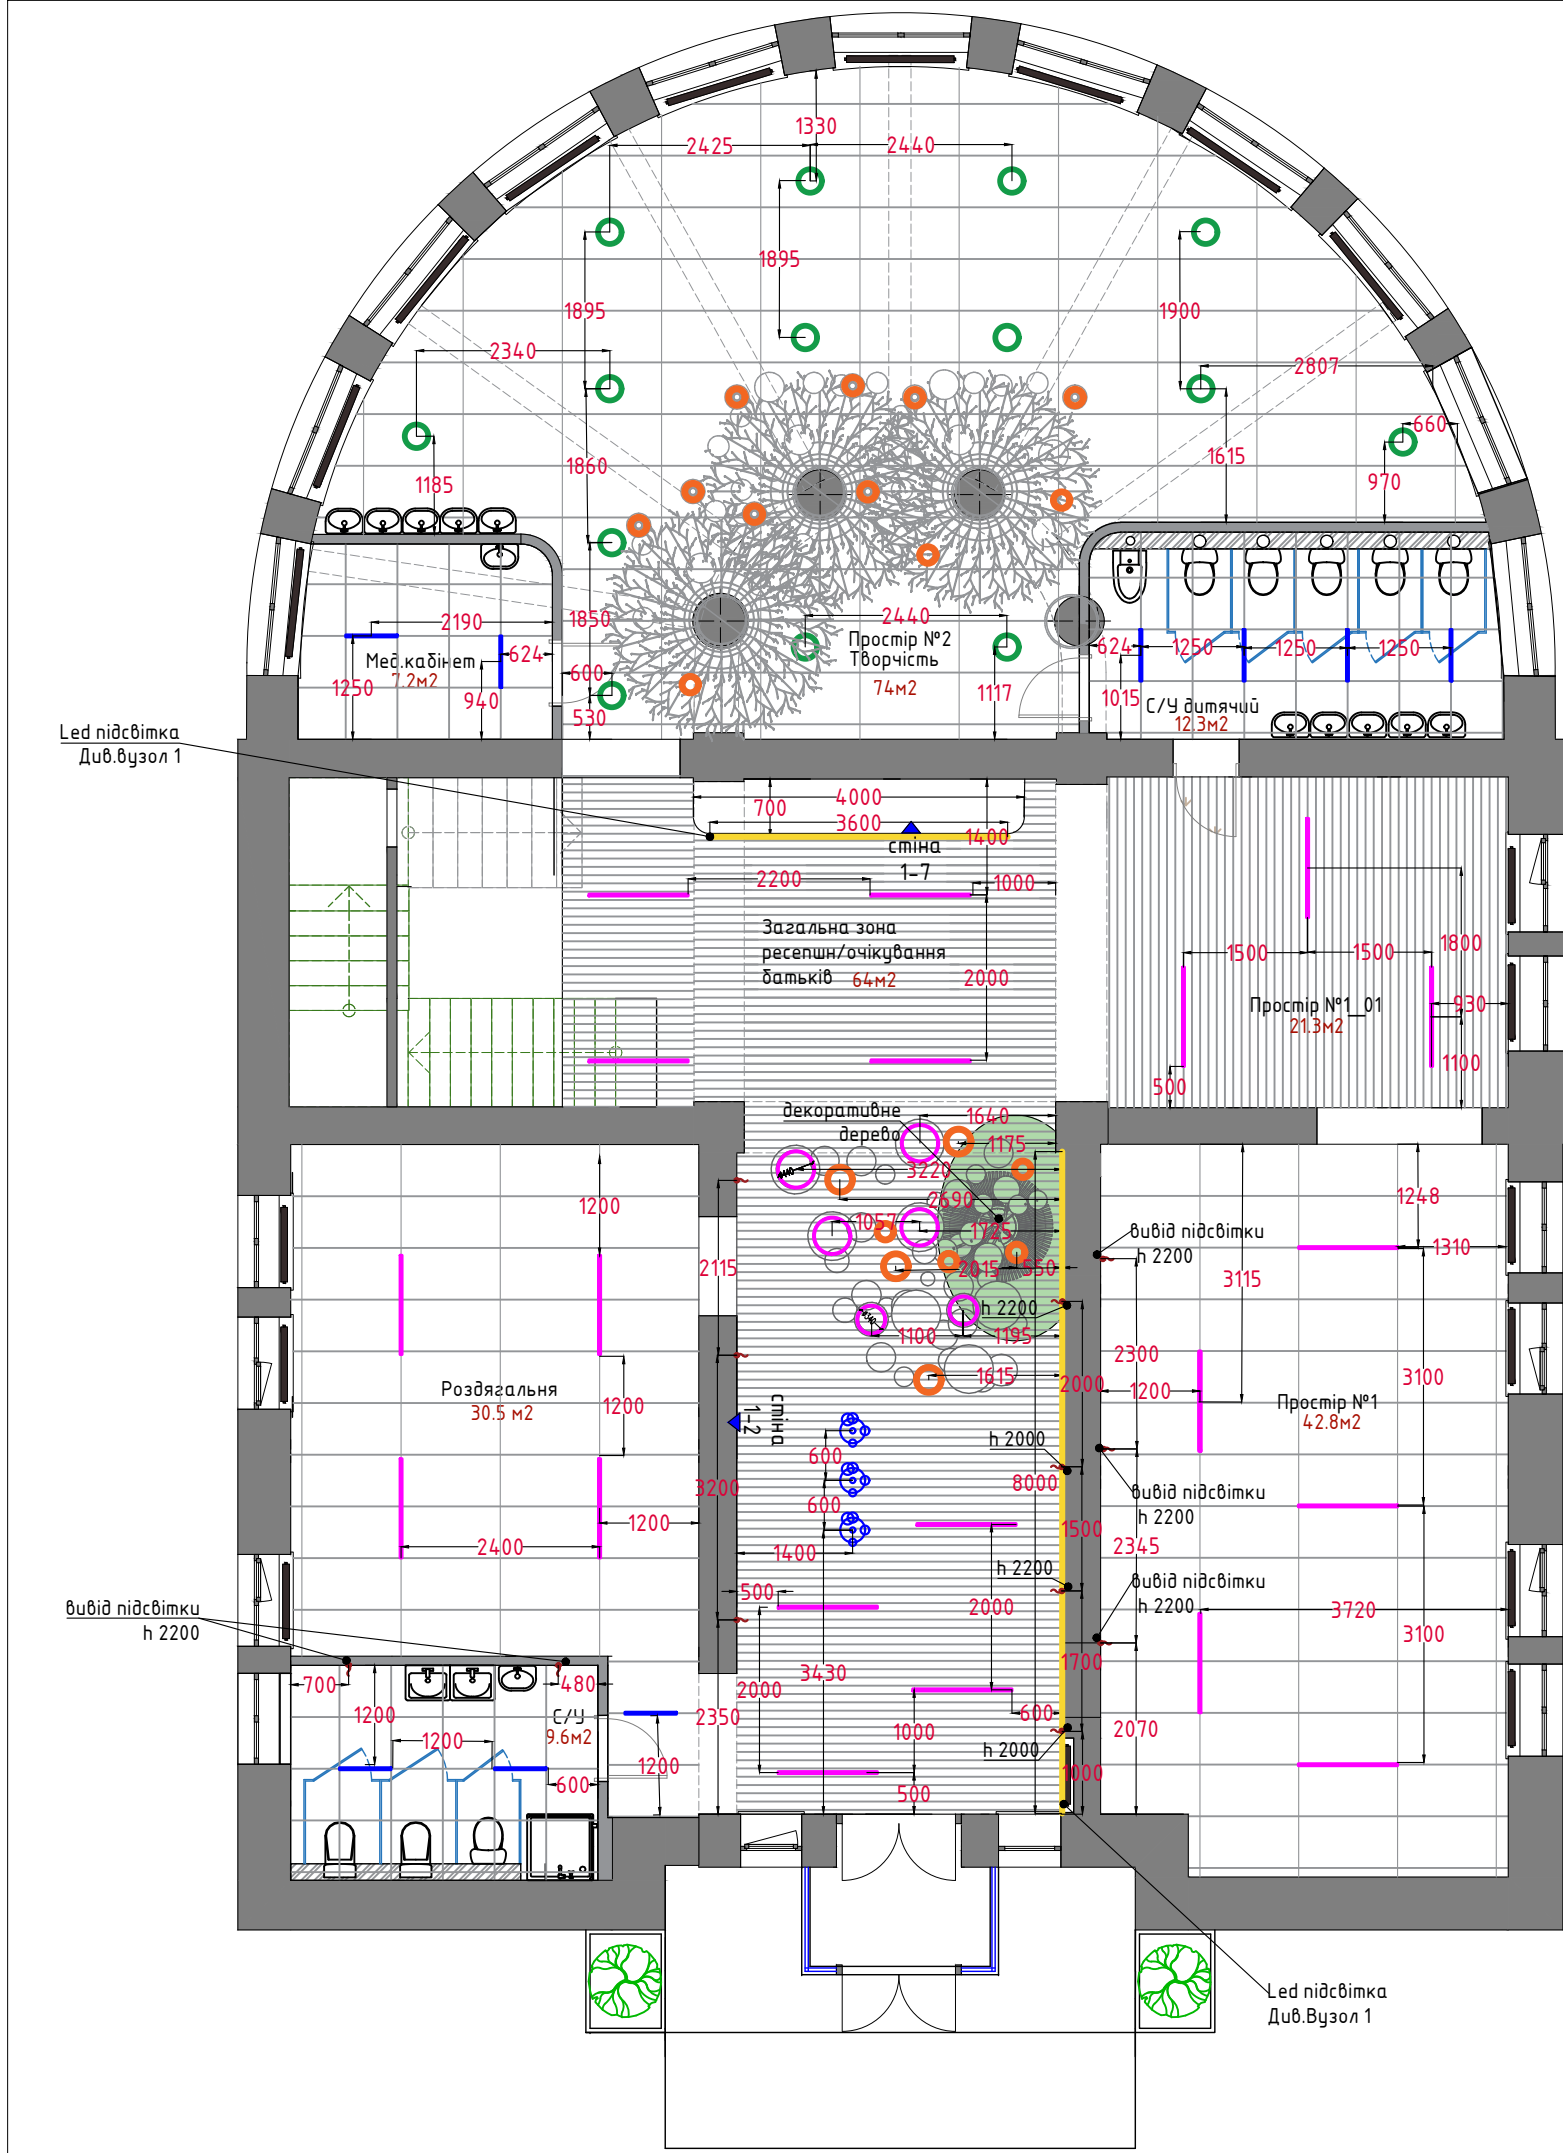 1330
2425
2440
1895
1895
1900
2340
2807
660
1860
1615
1185
970
2190
1850
2440
Простір №2
Творчість
74м2
Мед.кабінет
7.2м2
624
600
1250
940
530
1117
624
1250
1250
1250
1015
С/У дитячий
12.3м2
Led підсвітка
Див.вузол 1
4000
700
3600
1400
стіна
1-7
2200
1000
Загальна зона
ресепшн/очікування
батьків 64м2
2000
1800
1500
1500
Простір №1_01
21.3м2
930
1100
500
декоративне
дерево
1640
1175
3220
2690
1057
1725
2015
550
h 2200
1100
1195
1615
1200
2115
1248
вивід підсвітки
h 2200
1310
3115
2300
2000
1200
3100
Роздягальня
30.5 м2
1200
Простір №1
42.8м2
стіна
1-2
600
h 2000
8000
600
3200
вивід підсвітки
h 2200
1500
2345
1200
2400
1400
500
h 2200
2000
вивід підсвітки
h 2200
3720
3100
вивід підсвітки
h 2200
1700
3430
700
480
2000
С/У
9.6м2
1200
1200
2350
1000
600
2070
h 2000
1200
600
1000
500
Led підсвітка
Див.Вузол 1